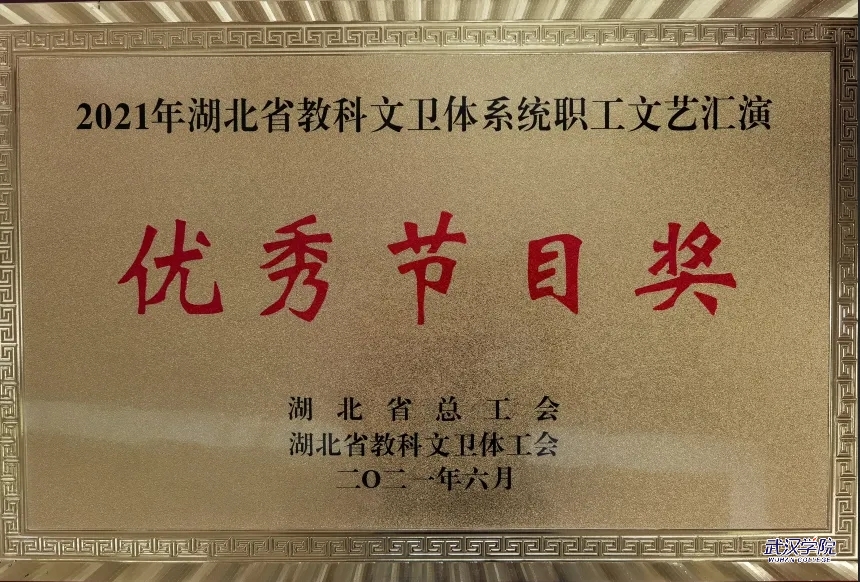 2021年湖北省教科文卫体系统职工文艺汇演
优秀节目奖
湖北省总工会
湖北省教科文卫体工会
二〇二一年六月
武汉学院
WUHAN COLLEGE